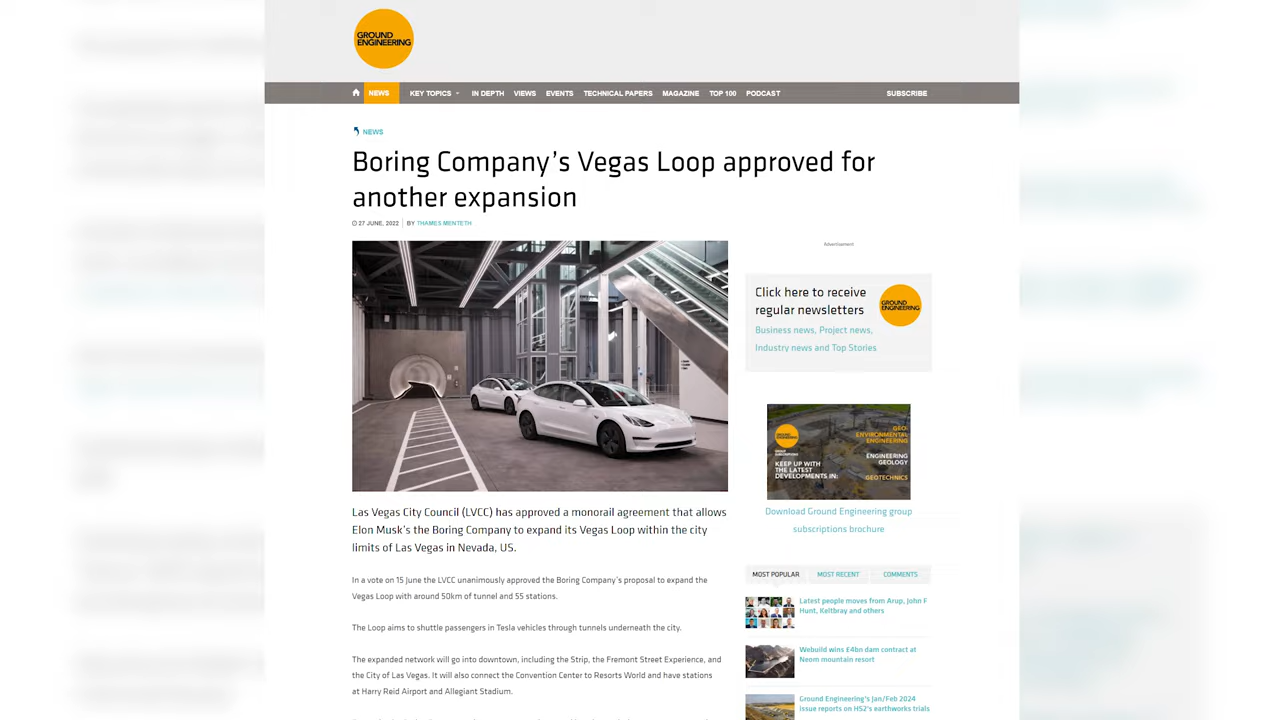 GROUND
ENGINEERING
NEWS KEY TOPICS IN DEPTH VIEWS EVENTS TECHNICAL PAPERS MAGAZINE TOP 100 PODCAST SUBSCRIBE
NEWS
Boring Company's Vegas Loop approved for
another expansion
27 JUNE, 2022 BY THAMES MENTETH
Advertisement
Click here to receive
regular newsletters
Business news, Project news,
Industry news and Top Stories
GROUND
ENGINEERING
GROUND
ENGINEERING
KEEP UP WITH
THE LATEST
DEVELOPMENTS IN:
GEO-
ENVIRONMENTAL
ENGINEERING
ENGINEERING
GEOLOGY
GEOTECHNICS
Download Ground Engineering group
subscriptions brochure
Las Vegas City Council (LVCC) has approved a monorail agreement that allows
Elon Musk's the Boring Company to expand its Vegas Loop within the city
limits of Las Vegas in Nevada, US.
In a vote on 15 June the LVCC unanimously approved the Boring Company's proposal to expand the
Vegas Loop with around 50km of tunnel and 55 stations.
The Loop aims to shuttle passengers in Tesla vehicles through tunnels underneath the city.
The expanded network will go into downtown, including the Strip, the Fremont Street Experience, and
the City of Las Vegas. It will also connect the Convention Center to Resorts World and have stations
at Harry Reid Airport and Allegiant Stadium.
MOST POPULAR MOST RECENT COMMENTS
Latest people moves from Arup, John F
Hunt, Keltbray and others
Webuild wins £4bn dam contract at
Neom mountain resort
Ground Engineering's Jan/Feb 2024
issue reports on HS2's earthworks trials